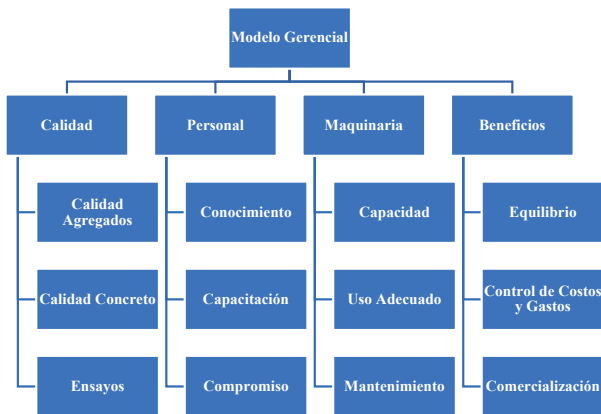 Modelo Gerencial
Calidad
Personal
Maquinaria
Beneficios
Calidad
Agregados
Conocimiento
Capacidad
Equilibrio
Calidad Concreto
Capacitación
Uso Adecuado
Control de Costos
y Gastos
Ensayos
Compromiso
Mantenimiento
Comercialización